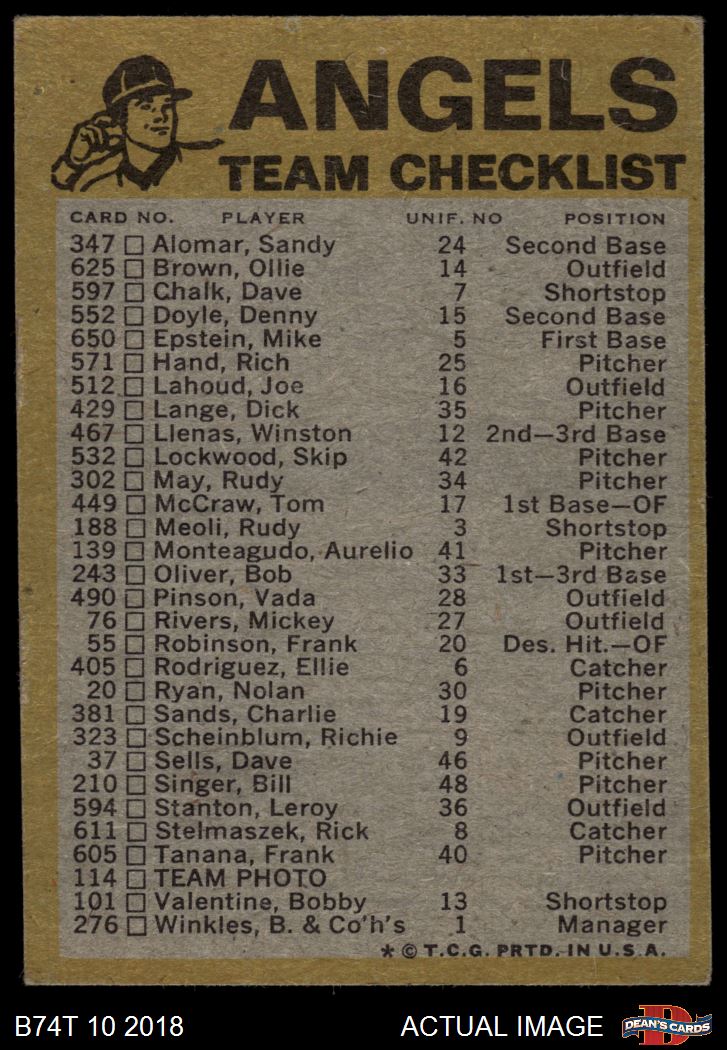 ANGELS
TEAM CHECKLIST
CARD NO. PLAYER UNIF. NO POSITION
347 Alomar, Sandy 24 Second Base
625 Brown, Ollie 14 Outfield
597 Chalk, Dave 7 Shortstop
552 Doyle, Denny 15 Second Base
650 Epstein, Mike 5 First Base
571 Hand, Rich 25 Pitcher
512 Lahoud, Joe 16 Outfield
429 Lange, Dick 35 Pitcher
467 Llenas, Winston 12 2nd—3rd Base
532 Lockwood, Skip 42 Pitcher
302 May, Rudy 34 Pitcher
449 McCraw, Tom 17 1st Base—OF
188 Meoli, Rudy 3 Shortstop
139 Monteagudo, Aurelio 41 Pitcher
243 Oliver, Bob 33 1st—3rd Base
490 Pinson, Vada 28 Outfield
76 Rivers, Mickey 27 Outfield
55 Robinson, Frank 20 Des. Hit.—OF
405 Rodriguez, Ellie 6 Catcher
20 Ryan, Nolan 30 Pitcher
381 Sands, Charlie 19 Catcher
323 Scheinblum, Richie 9 Outfield
37 Sells, Dave 46 Pitcher
210 Singer, Bill 48 Pitcher
594 Stanton, Leroy 36 Outfield
611 Stelmaszek, Rick 8 Catcher
605 Tanana, Frank 40 Pitcher
114 TEAM PHOTO
101 Valentine, Bobby 13 Shortstop
276 Winkles, B. & Co'h's 1 Manager
* © T.C.G. PRTD. IN U.S.A.
B74T 10 2018 ACTUAL IMAGE DEAN'S CARDS